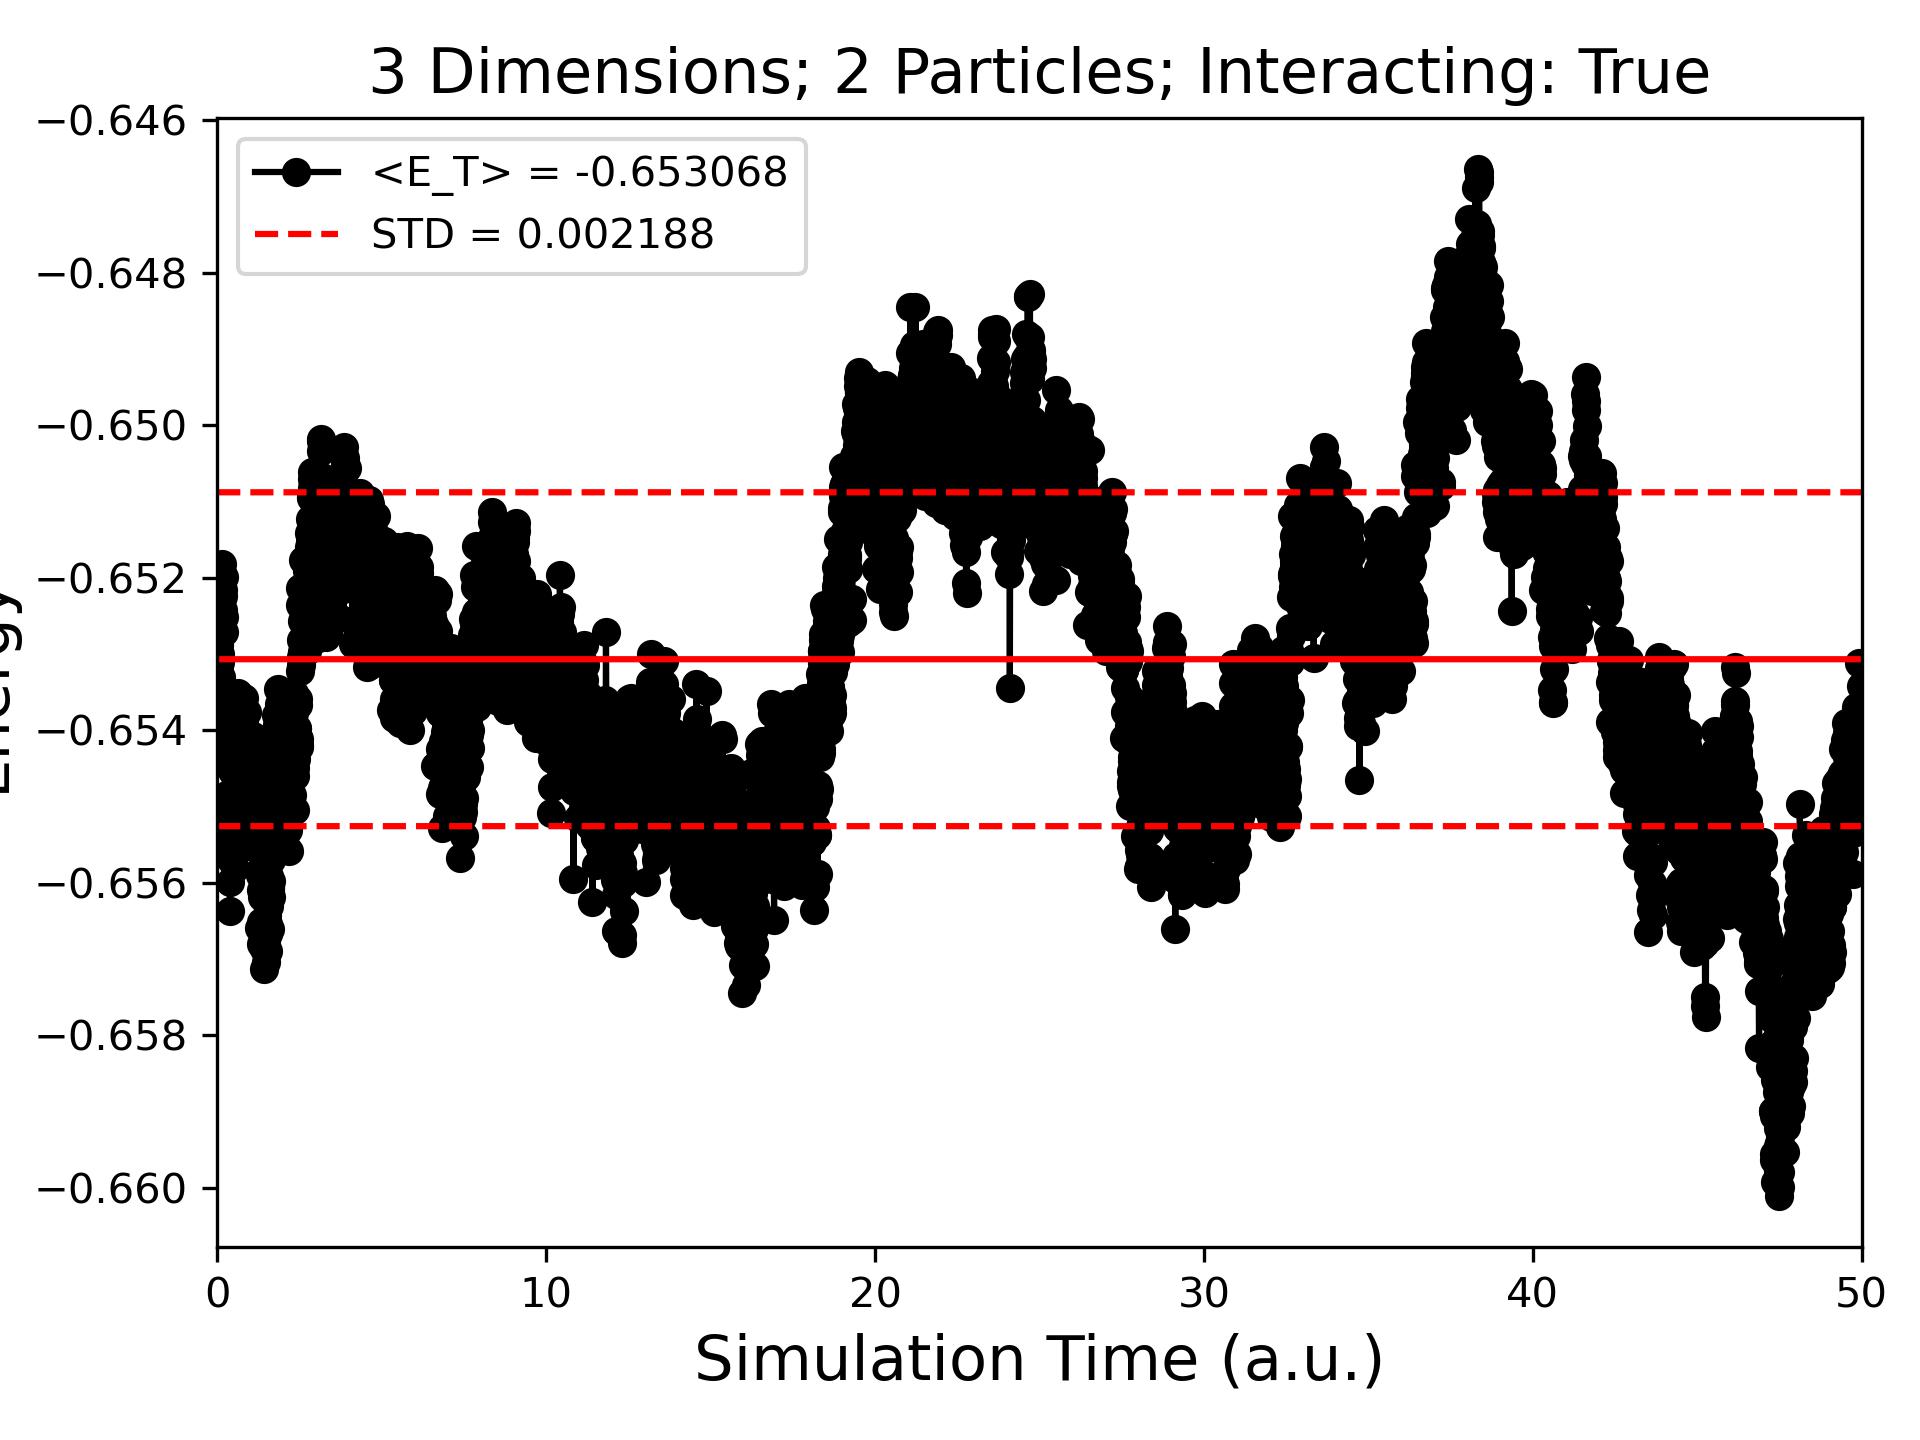 3 Dimensions; 2 Particles; Interacting: True
<E_T> = -0.653068
STD = 0.002188
−0.646
−0.648
−0.650
−0.652
−0.654
−0.656
−0.658
−0.660
Energy
0 10 20 30 40 50
Simulation Time (a.u.)